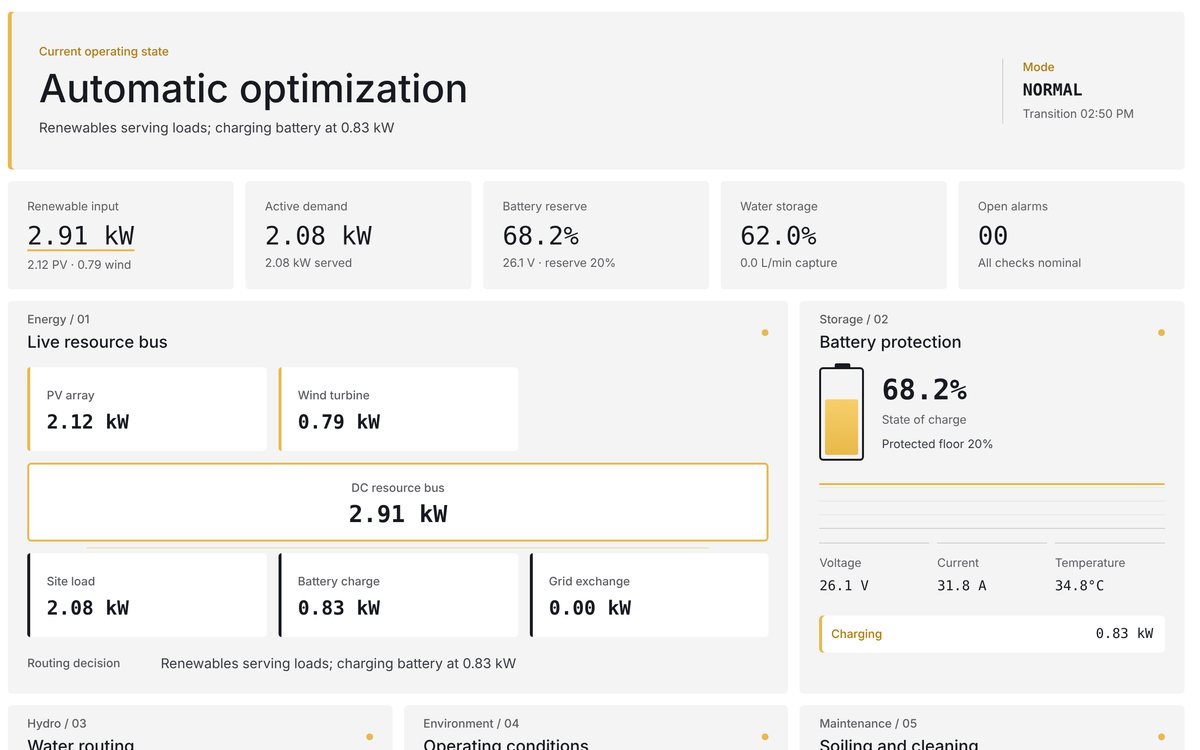 Current operating state
Automatic optimization
Renewables serving loads; charging battery at 0.83 kW
Mode
NORMAL
Transition 02:50 PM
Renewable input
2.91 kW
2.12 PV · 0.79 wind
Active demand
2.08 kW
2.08 kW served
Battery reserve
68.2%
26.1 V · reserve 20%
Water storage
62.0%
0.0 L/min capture
Open alarms
00
All checks nominal
Energy / 01
Live resource bus
PV array
2.12 kW
Wind turbine
0.79 kW
DC resource bus
2.91 kW
Site load
2.08 kW
Battery charge
0.83 kW
Grid exchange
0.00 kW
Routing decision
Renewables serving loads; charging battery at 0.83 kW
Storage / 02
Battery protection
68.2%
State of charge
Protected floor 20%
Voltage
26.1 V
Current
31.8 A
Temperature
34.8°C
Charging
0.83 kW
Hydro / 03
Water routing
Environment / 04
Operating conditions
Maintenance / 05
Soiling and cleaning